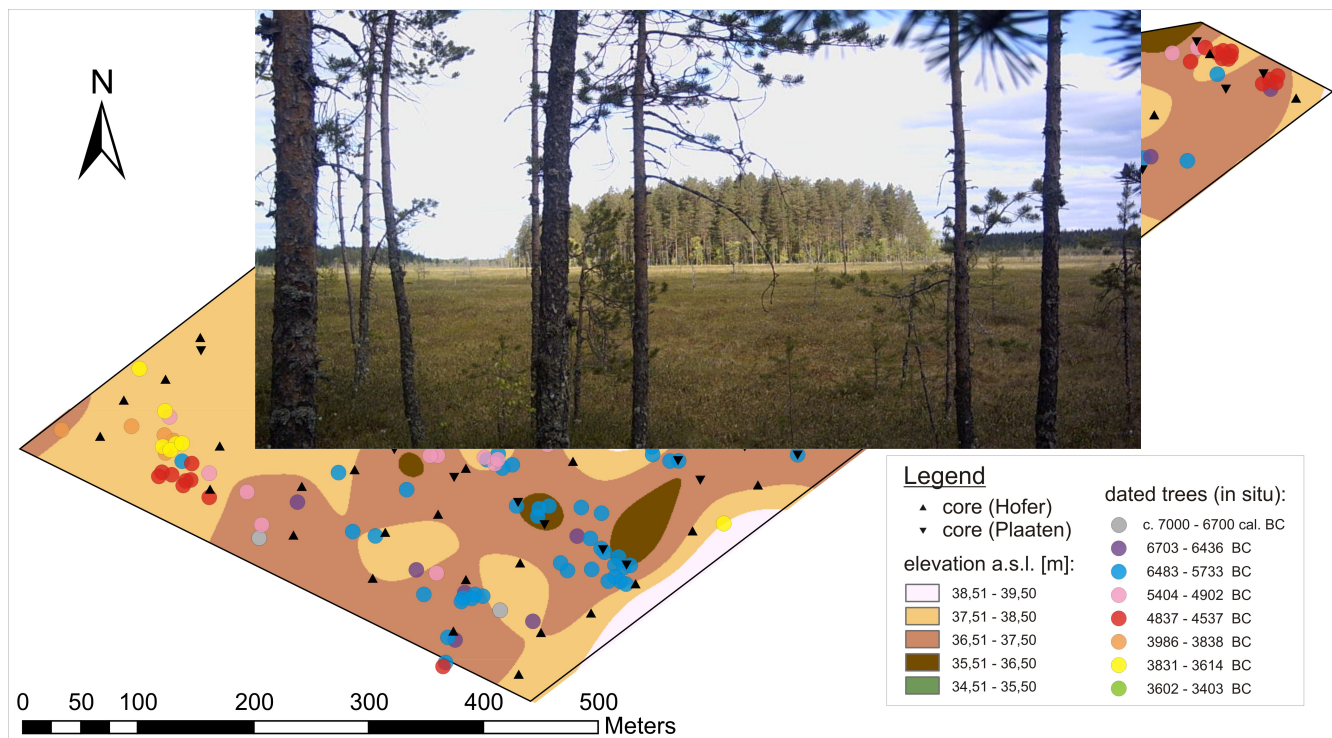 N
Legend
core (Hofer)
core (Plaaten)
elevation a.s.l. [m]:
38,51 - 39,50
37,51 - 38,50
36,51 - 37,50
35,51 - 36,50
34,51 - 35,50
dated trees (in situ):
c. 7000 - 6700 cal. BC
6703 - 6436 BC
6483 - 5733 BC
5404 - 4902 BC
4837 - 4537 BC
3986 - 3838 BC
3831 - 3614 BC
3602 - 3403 BC
0 50 100 200 300 400 500
Meters